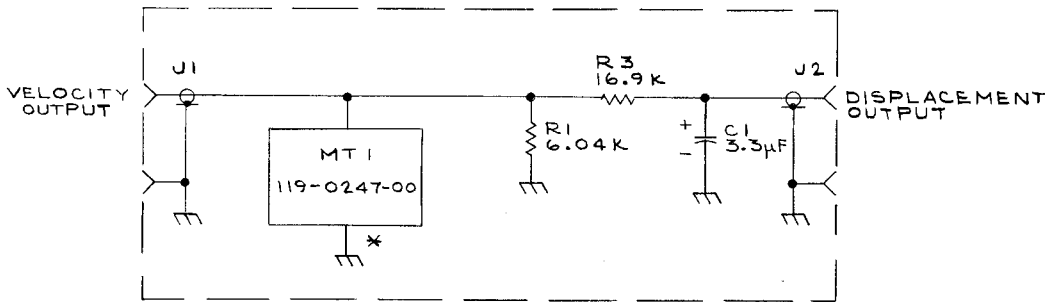 VELOCITY
OUTPUT
J1
MT1
119-0247-00
*
R1
6.04K
R3
16.9K
+
-
C1
3.3µF
J2
DISPLACEMENT
OUTPUT